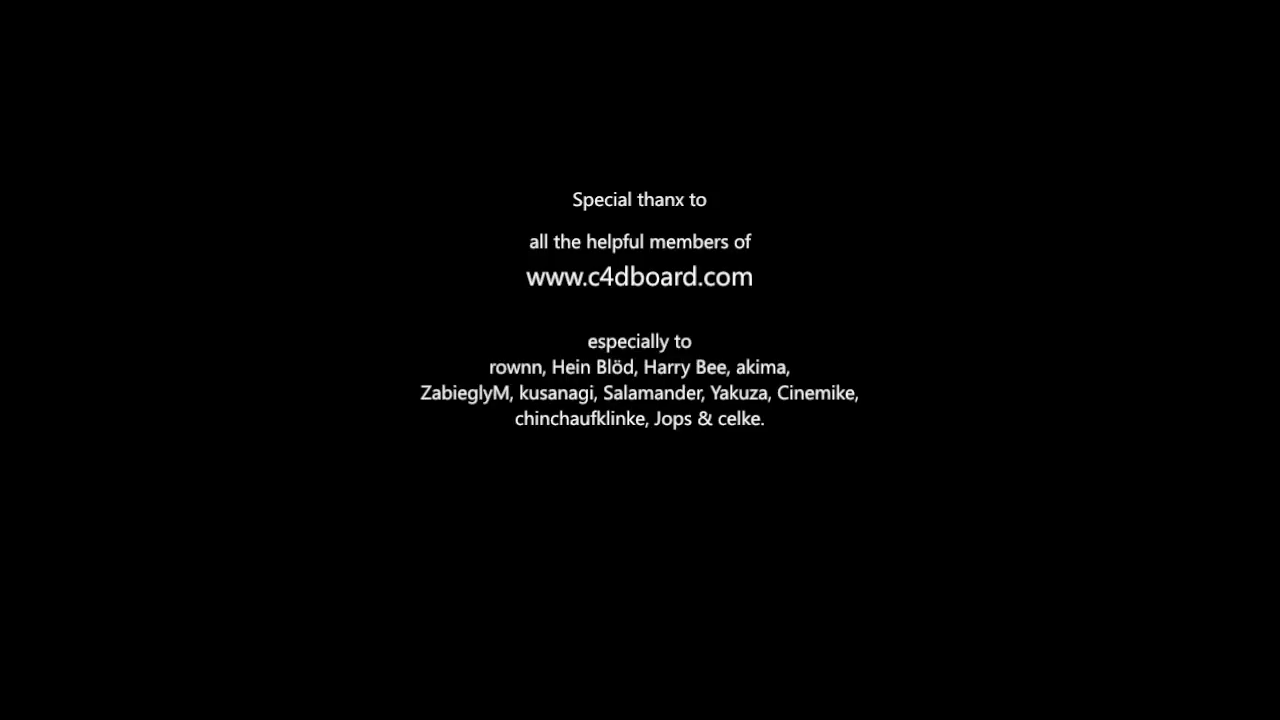 Special thanx to
all the helpful members of
www.c4dboard.com
especially to
rownn, Hein Blöd, Harry Bee, akima,
ZabieglyM, kusanagi, Salamander, Yakuza, Cinemike,
chinchaufklinke, Jops & celke.